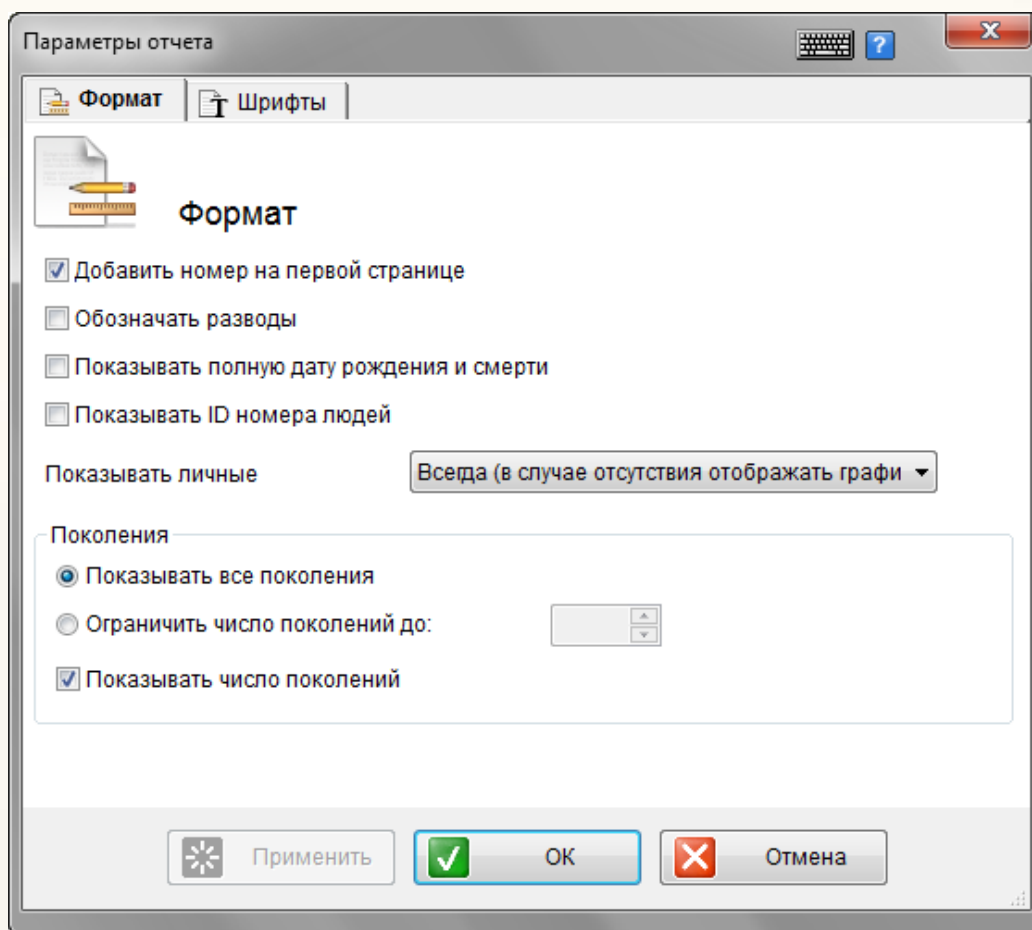 Параметры отчета
?
Формат
Шрифты
Формат
Добавить номер на первой странице
Обозначать разводы
Показывать полную дату рождения и смерти
Показывать ID номера людей
Показывать личные
Всегда (в случае отсутствия отображать графи
Поколения
Показывать все поколения
Ограничить число поколений до:
Показывать число поколений
Применить
ОК
Отмена